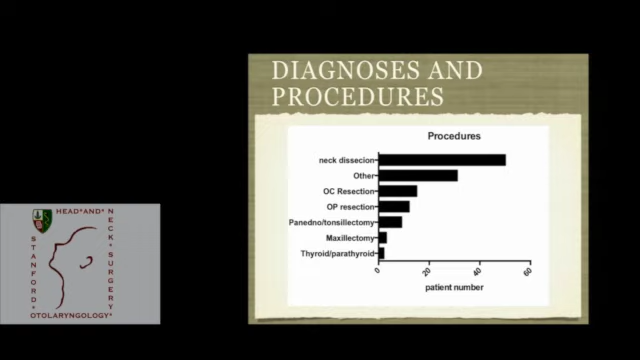 DIAGNOSES AND
PROCEDURES
Procedures
neck dissecion
Other
OC Resection
OP resection
Panedno/tonsillectomy
Maxillectomy
Thyroid/parathyroid
0 20 40 60
patient number
HEAD*AND*
NECK*SURGERY
STANFORD*
OTOLARYNGOLOGY*